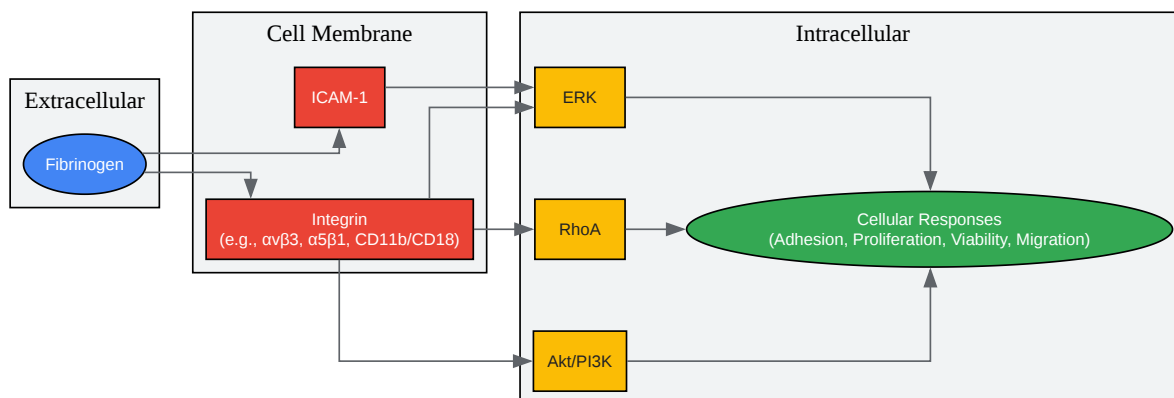 Extracellular
Fibrinogen
Cell Membrane
ICAM-1
Integrin
(e.g., αvβ3, α5β1, CD11b/CD18)
Intracellular
ERK
RhoA
Akt/PI3K
Cellular Responses
(Adhesion, Proliferation, Viability, Migration)